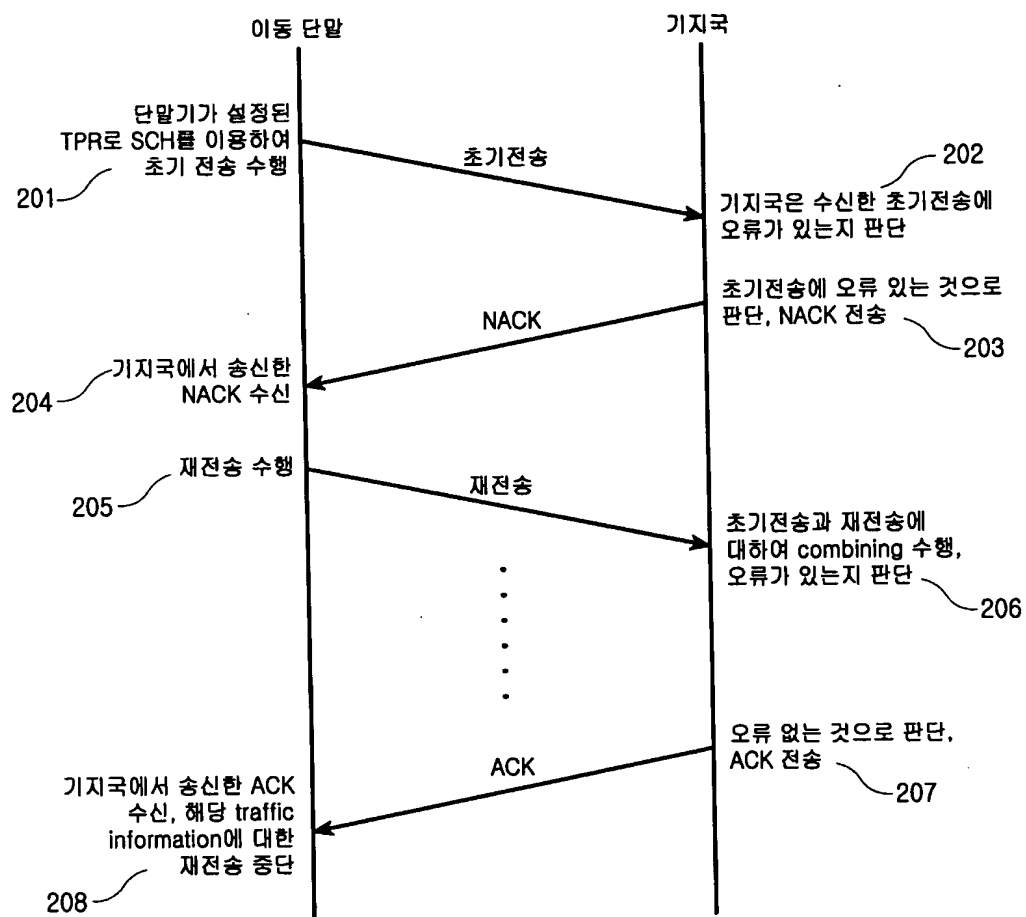 이동 단말
기지국
단말기가 설정된
TPR로 SCH를 이용하여
초기 전송 수행
201
초기전송
202
기지국은 수신한 초기전송에
오류가 있는지 판단
초기전송에 오류 있는 것으로
판단, NACK 전송
203
NACK
기지국에서 송신한
NACK 수신
204
재전송 수행
205
재전송
초기전송과 재전송에
대하여 combining 수행,
오류가 있는지 판단
206
오류 없는 것으로 판단,
ACK 전송
207
ACK
기지국에서 송신한 ACK
수신, 해당 traffic
information에 대한
재전송 중단
208